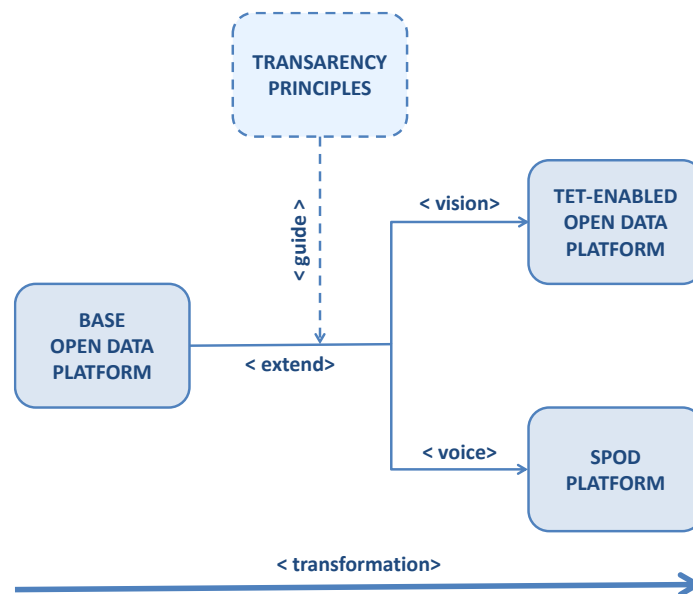 TRANSARENCY
PRINCIPLES
< guide >
< vision>
TET-ENABLED
OPEN DATA
PLATFORM
BASE
OPEN DATA
PLATFORM
< extend>
< voice>
SPOD
PLATFORM
< transformation>